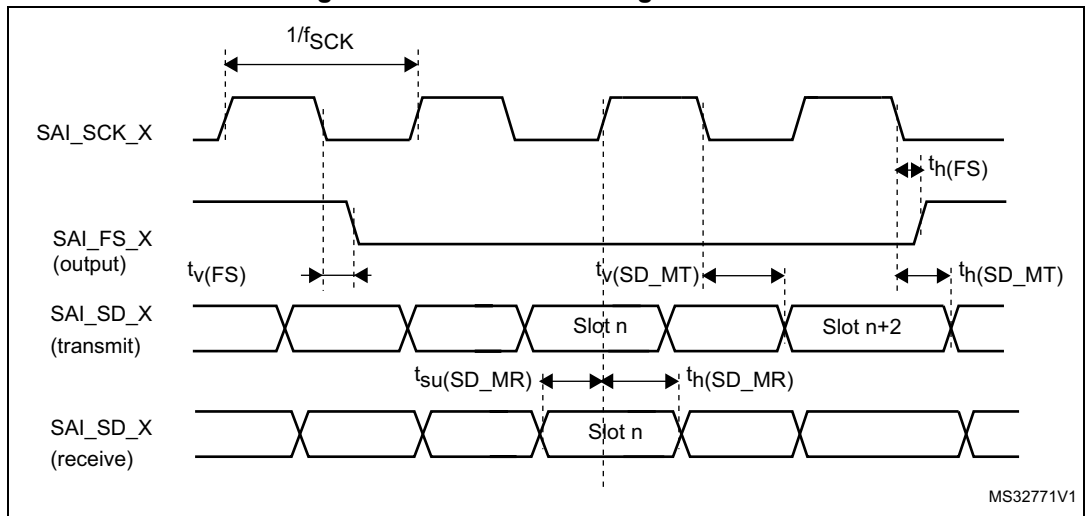 1/fSCK
SAI_SCK_X
th(FS)
SAI_FS_X
(output)
tv(FS)
tv(SD_MT)
th(SD_MT)
SAI_SD_X
(transmit)
Slot n
Slot n+2
tsu(SD_MR)
th(SD_MR)
SAI_SD_X
(receive)
Slot n
MS32771V1